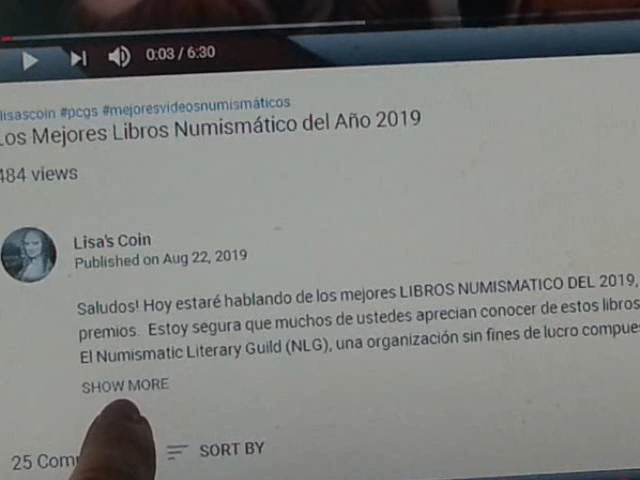 0:03 / 6:30
lisascoin #pcgs #mejoresvideosnumismáticos
Los Mejores Libros Numismático del Año 2019
484 views
Lisa's Coin
Published on Aug 22, 2019
Saludos! Hoy estaré hablando de los mejores LIBROS NUMISMATICO DEL 2019,
premios. Estoy segura que muchos de ustedes aprecian conocer de estos libros
El Numismatic Literary Guild (NLG), una organización sin fines de lucro
SHOW MORE
25
SORT BY